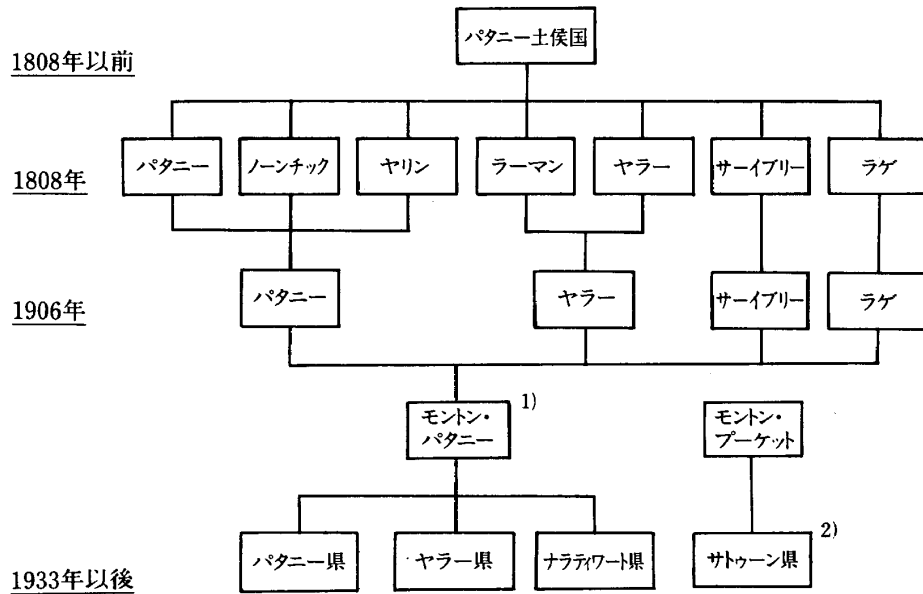 パタニー土侯国
1808年以前
パタニー
ノーンチック
ヤリン
ラーマン
ヤラー
サーイブリー
ラゲ
1808年
パタニー
ヤラー
サーイブリー
ラゲ
1906年
モントン・
パタニー
1)
モントン・
プーケット
パタニー県
ヤラー県
ナラティワート県
サトゥーン県
2)
1933年以後